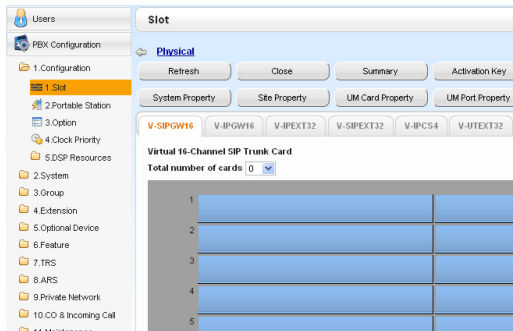 Users
PBX Configuration
1.Configuration
1.Slot
2.Portable Station
3.Option
4.Clock Priority
5.DSP Resources
2.System
3.Group
4.Extension
5.Optional Device
6.Feature
7.TRS
8.ARS
9.Private Network
10.CO & Incoming Call
Slot
Physical
Refresh Close Summary Activation Key
System Property Site Property UM Card Property UM Port Property
V-SIPGW16 V-IPGW16 V-IPEXT32 V-SIPEXT32 V-IPCS4 V-UTEXT32
Virtual 16-Channel SIP Trunk Card
Total number of cards 0
1
2
3
4
5